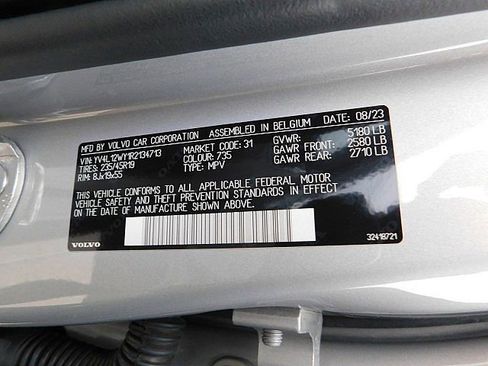 MFD BY VOLVO CAR CORPORATION ASSEMBLED IN BELGIUM DATE: 08/23
VIN: YV4L12WY1R2134713 MARKET CODE: 31 GVWR: 5180 LB
TIRES: 235/45R19 COLOUR: 735 GAWR FRONT: 2580 LB
RIM: 8Jx19x55 TYPE: MPV GAWR REAR: 2710 LB
THIS VEHICLE CONFORMS TO ALL APPLICABLE FEDERAL MOTOR
VEHICLE SAFETY AND THEFT PREVENTION STANDARDS IN EFFECT
ON THE DATE OF MANUFACTURE SHOWN ABOVE.
VOLVO 32418721